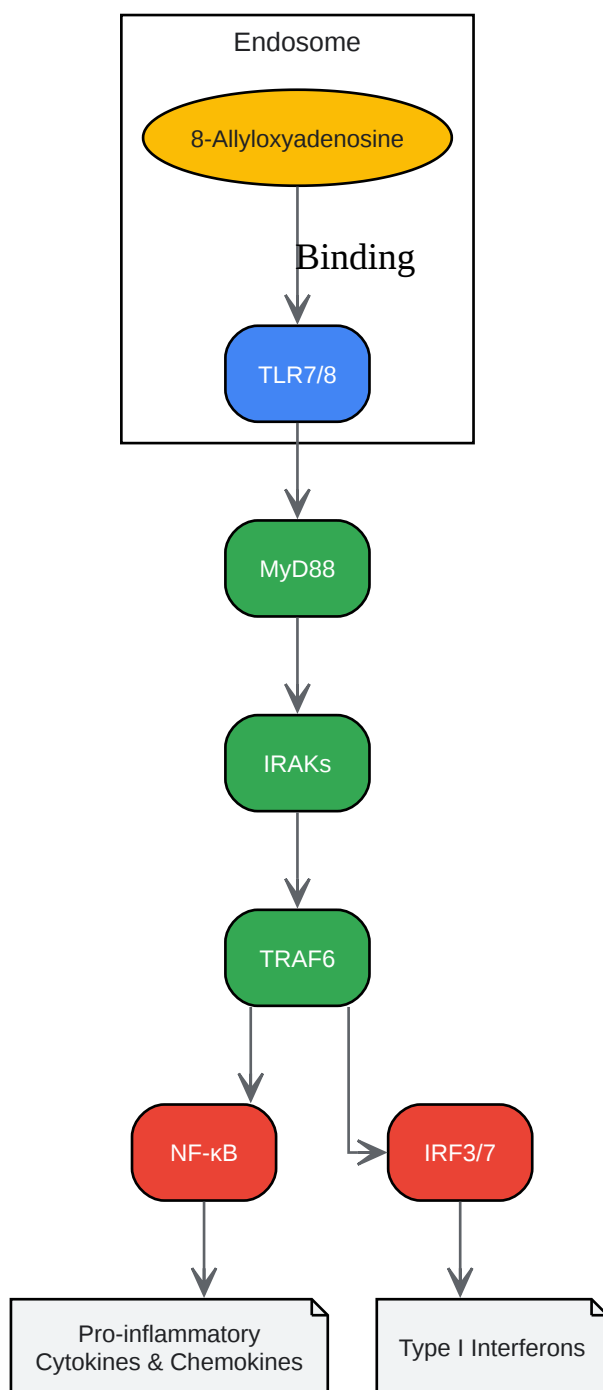 Endosome
8-Allyloxyadenosine
Binding
TLR7/8
MyD88
IRAKs
TRAF6
NF-κB
IRF3/7
Pro-inflammatory
Cytokines & Chemokines
Type I Interferons